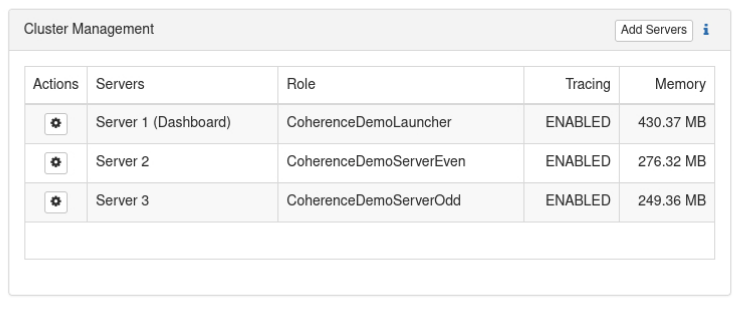 Cluster Management Add Servers
Actions Servers Role Tracing Memory
Server 1 (Dashboard) CoherenceDemoLauncher ENABLED 430.37 MB
Server 2 CoherenceDemoServerEven ENABLED 276.32 MB
Server 3 CoherenceDemoServerOdd ENABLED 249.36 MB